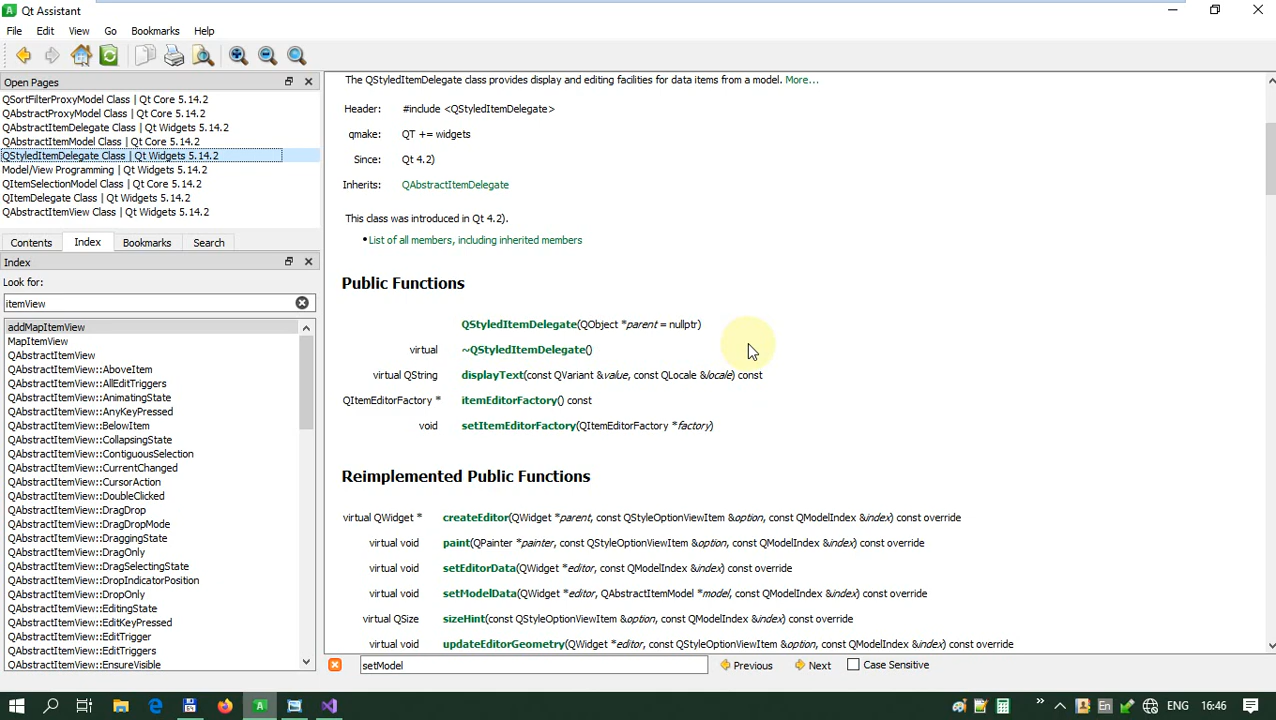 Qt Assistant
File Edit View Go Bookmarks Help
Open Pages
QSortFilterProxyModel Class | Qt Core 5.14.2
QAbstractProxyModel Class | Qt Core 5.14.2
QAbstractItemDelegate Class | Qt Widgets 5.14.2
QAbstractItemModel Class | Qt Core 5.14.2
QStyledItemDelegate Class | Qt Widgets 5.14.2
Model/View Programming | Qt Widgets 5.14.2
QItemSelectionModel Class | Qt Core 5.14.2
QItemDelegate Class | Qt Widgets 5.14.2
QAbstractItemView Class | Qt Widgets 5.14.2
Contents Index Bookmarks Search
Index
Look for:
itemView
addMapItemView
MapItemView
QAbstractItemView
QAbstractItemView::AboveItem
QAbstractItemView::AllEditTriggers
QAbstractItemView::AnimatingState
QAbstractItemView::AnyKeyPressed
QAbstractItemView::BelowItem
QAbstractItemView::CollapsingState
QAbstractItemView::ContiguousSelection
QAbstractItemView::CurrentChanged
QAbstractItemView::CursorAction
QAbstractItemView::DoubleClicked
QAbstractItemView::DragDrop
QAbstractItemView::DragDropMode
QAbstractItemView::DraggingState
QAbstractItemView::DragOnly
QAbstractItemView::DragSelectingState
QAbstractItemView::DropIndicatorPosition
QAbstractItemView::DropOnly
QAbstractItemView::EditingState
QAbstractItemView::EditKeyPressed
QAbstractItemView::EditTrigger
QAbstractItemView::EditTriggers
QAbstractItemView::EnsureVisible
The QStyledItemDelegate class provides display and editing facilities for data items from a model. More...
Header: #include <QStyledItemDelegate>
qmake: QT += widgets
Since: Qt 4.2)
Inherits: QAbstractItemDelegate
This class was introduced in Qt 4.2).
•List of all members, including inherited members
Public Functions
QStyledItemDelegate(QObject *parent = nullptr)
virtual ~QStyledItemDelegate()
virtual QString displayText(const QVariant &value, const QLocale &locale) const
QItemEditorFactory * itemEditorFactory() const
void setItemEditorFactory(QItemEditorFactory *factory)
Reimplemented Public Functions
virtual QWidget * createEditor(QWidget *parent, const QStyleOptionViewItem &option, const QModelIndex &index) const override
virtual void paint(QPainter *painter, const QStyleOptionViewItem &option, const QModelIndex &index) const override
virtual void setEditorData(QWidget *editor, const QModelIndex &index) const override
virtual void setModelData(QWidget *editor, QAbstractItemModel *model, const QModelIndex &index) const override
virtual QSize sizeHint(const QStyleOptionViewItem &option, const QModelIndex &index) const override
virtual void updateEditorGeometry(QWidget *editor, const QStyleOptionViewItem &option, const QModelIndex &index) const override
setModel Previous Next Case Sensitive
En ENG 16:46